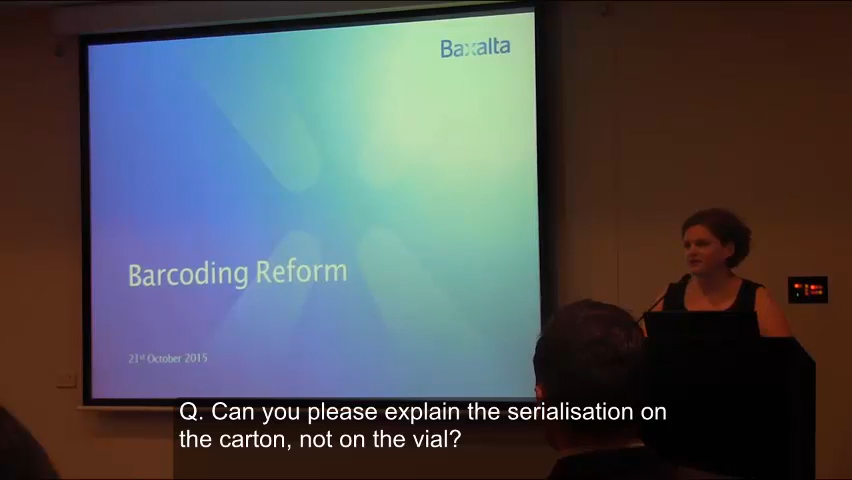 Baxalta
Barcoding Reform
21st October 2015
Q. Can you please explain the serialisation on
the carton, not on the vial?